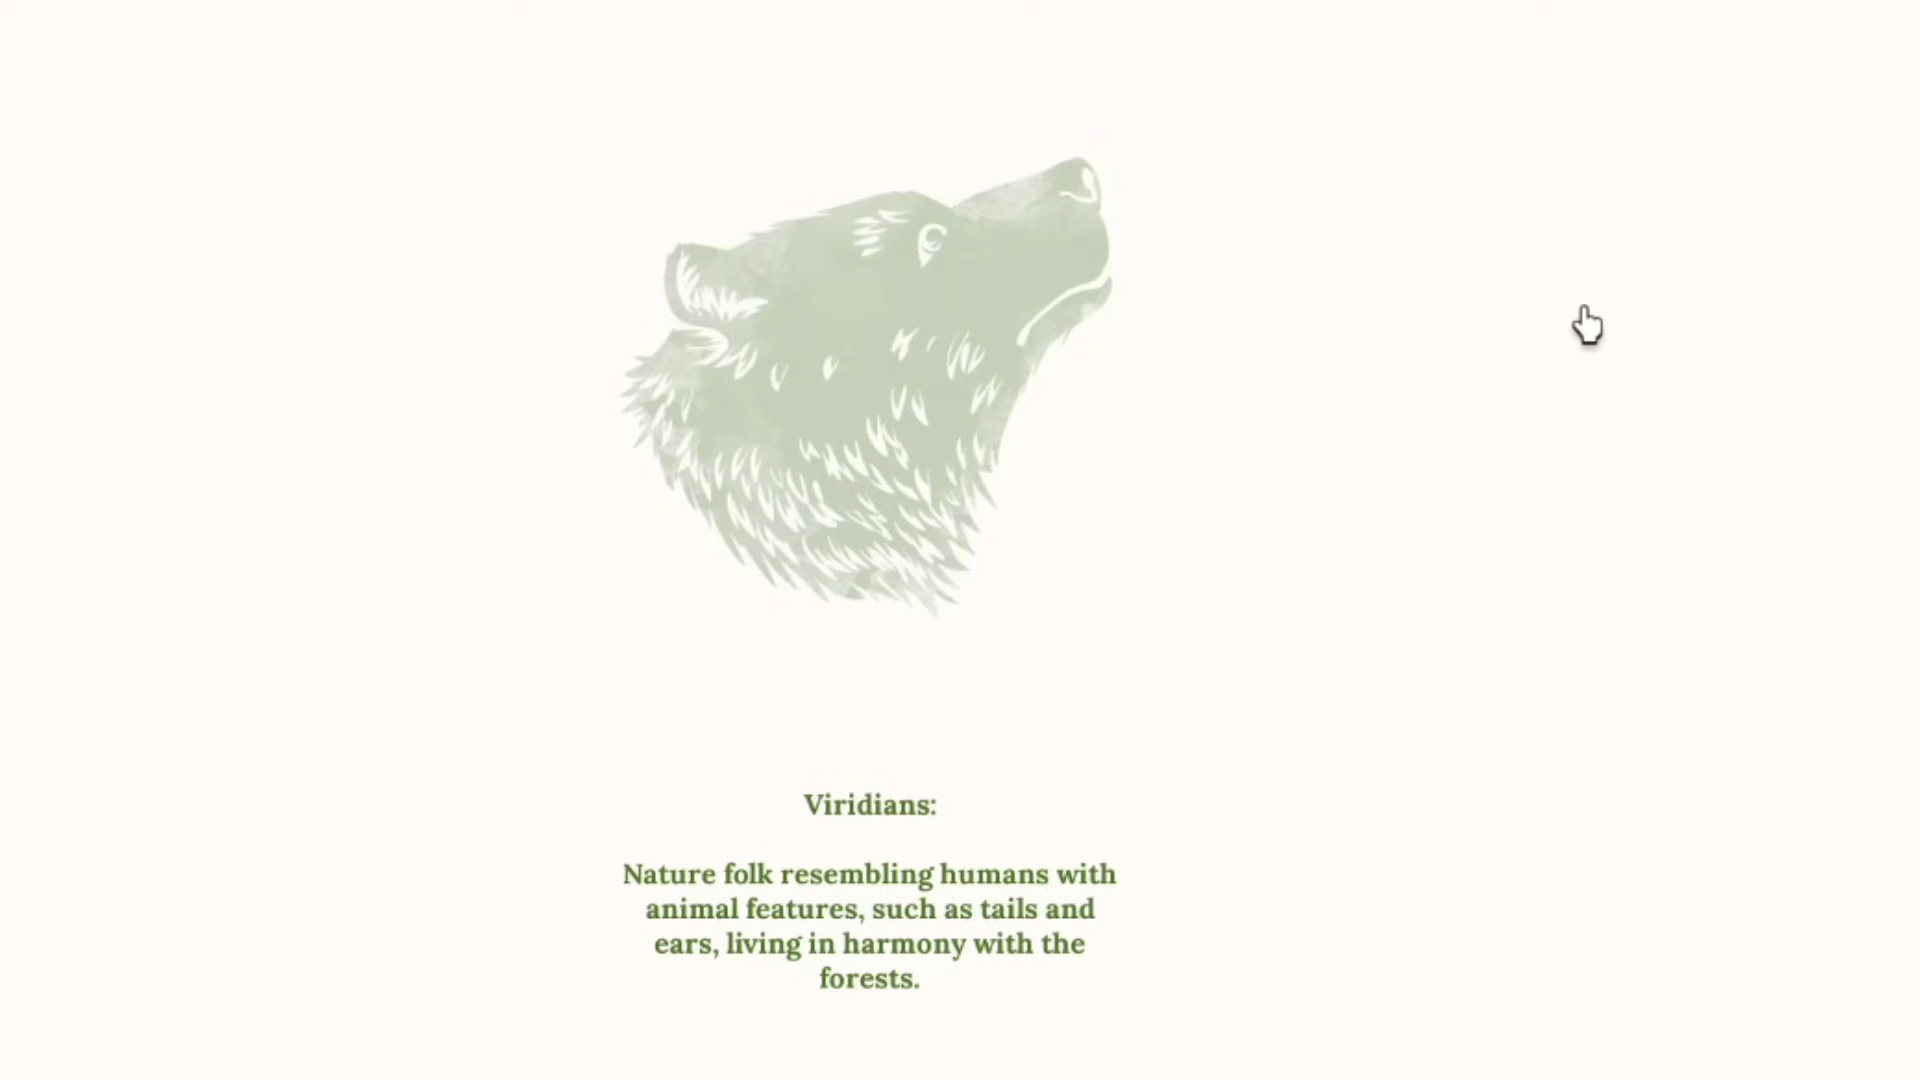 Viridians:
Nature folk resembling humans with
animal features, such as tails and
ears, living in harmony with the
forests.